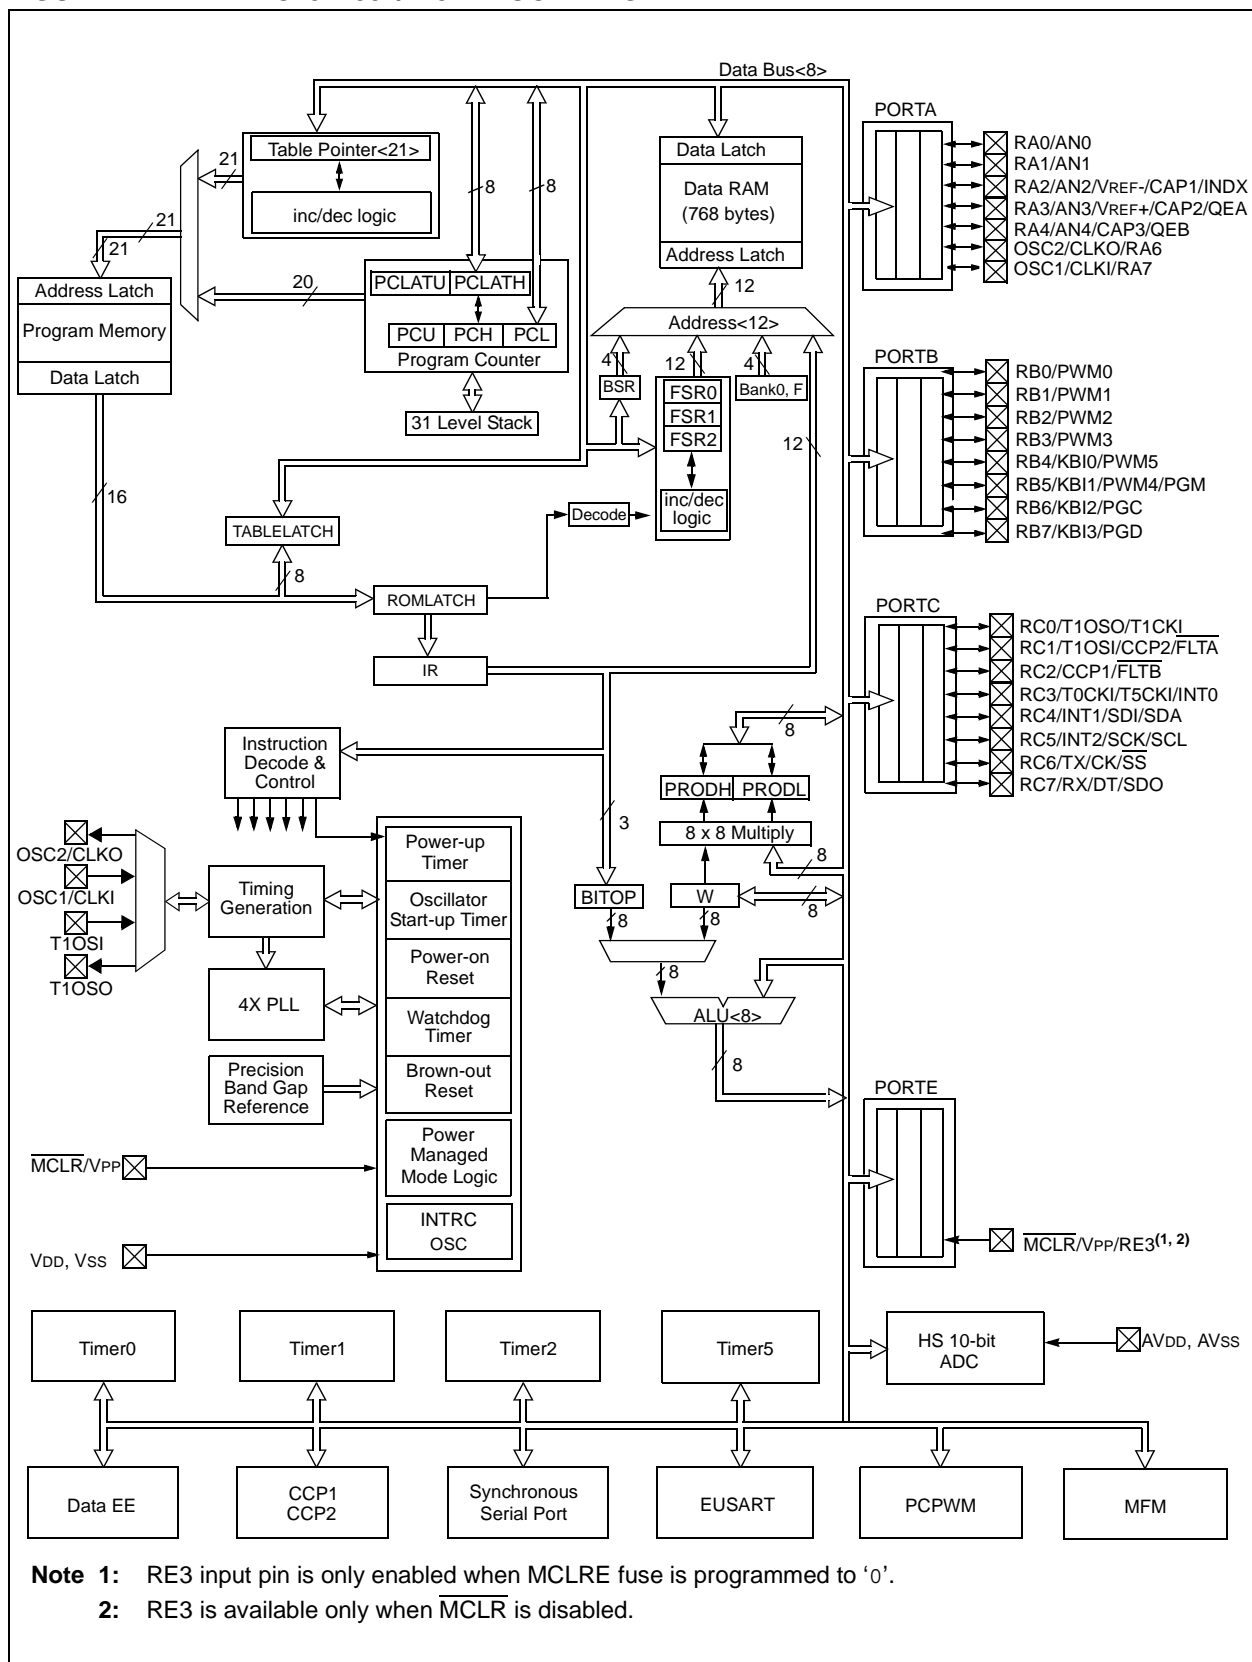 Data Bus<8>
PORTA
Table Pointer<21>
inc/dec logic
21
21
21
20
Address Latch
Program Memory
Data Latch
16
8
8
PCLATU
PCLATH
PCU
PCH
PCL
Program Counter
31 Level Stack
Data Latch
Data RAM
(768 bytes)
Address Latch
12
Address<12>
4
12
4
BSR
FSR0
FSR1
FSR2
inc/dec
logic
Bank0, F
12
RA0/AN0
RA1/AN1
RA2/AN2/VREF-/CAP1/INDX
RA3/AN3/VREF+/CAP2/QEA
RA4/AN4/CAP3/QEB
OSC2/CLKO/RA6
OSC1/CLKI/RA7
PORTB
RB0/PWM0
RB1/PWM1
RB2/PWM2
RB3/PWM3
RB4/KBI0/PWM5
RB5/KBI1/PWM4/PGM
RB6/KBI2/PGC
RB7/KBI3/PGD
TABLELATCH
8
Decode
ROMLATCH
IR
PORTC
RC0/T1OSO/T1CKI
RC1/T1OSI/CCP2/FLTA
RC2/CCP1/FLTB
RC3/T0CKI/T5CKI/INT0
RC4/INT1/SDI/SDA
RC5/INT2/SCK/SCL
RC6/TX/CK/SS
RC7/RX/DT/SDO
Instruction
Decode &
Control
8
PRODH
PRODL
3
8 x 8 Multiply
8
BITOP
W
8
8
8
8
ALU<8>
8
OSC2/CLKO
OSC1/CLKI
T1OSI
T1OSO
Timing
Generation
4X PLL
Precision
Band Gap
Reference
Power-up
Timer
Oscillator
Start-up Timer
Power-on
Reset
Watchdog
Timer
Brown-out
Reset
Power
Managed
Mode Logic
INTRC
OSC
MCLR/VPP
VDD, VSS
PORTE
MCLR/VPP/RE3(1, 2)
Timer0
Timer1
Timer2
Timer5
HS 10-bit
ADC
AVDD, AVSS
Data EE
CCP1
CCP2
Synchronous
Serial Port
EUSART
PCPWM
MFM
Note 1: RE3 input pin is only enabled when MCLRE fuse is programmed to ‘0’.
2: RE3 is available only when MCLR is disabled.